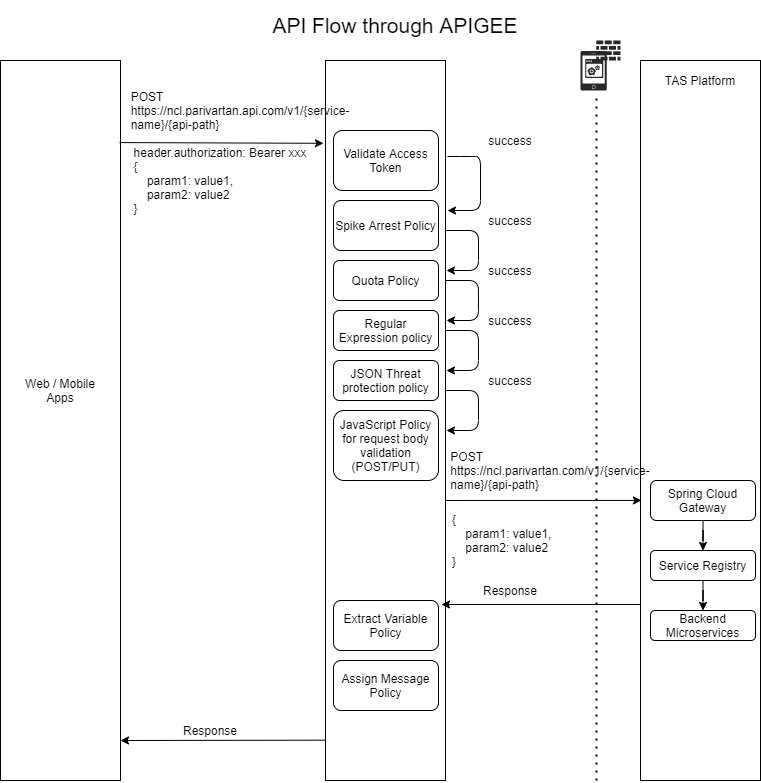 API Flow through APIGEE
TAS Platform
POST
https://ncl.parivartan.api.com/v1/{service-
name}/{api-path}
header.authorization: Bearer xxx
{
param1: value1,
param2: value2
}
Validate Access
Token
success
Spike Arrest Policy
success
Quota Policy
success
Regular
Expression policy
success
JSON Threat
protection policy
success
Web / Mobile
Apps
JavaScript Policy
for request body
validation
(POST/PUT)
POST
https://ncl.parivartan.com/v1/{service-
name}/{api-path}
{
param1: value1,
param2: value2
}
Spring Cloud
Gateway
Service Registry
Backend
Microservices
Response
Extract Variable
Policy
Assign Message
Policy
Response